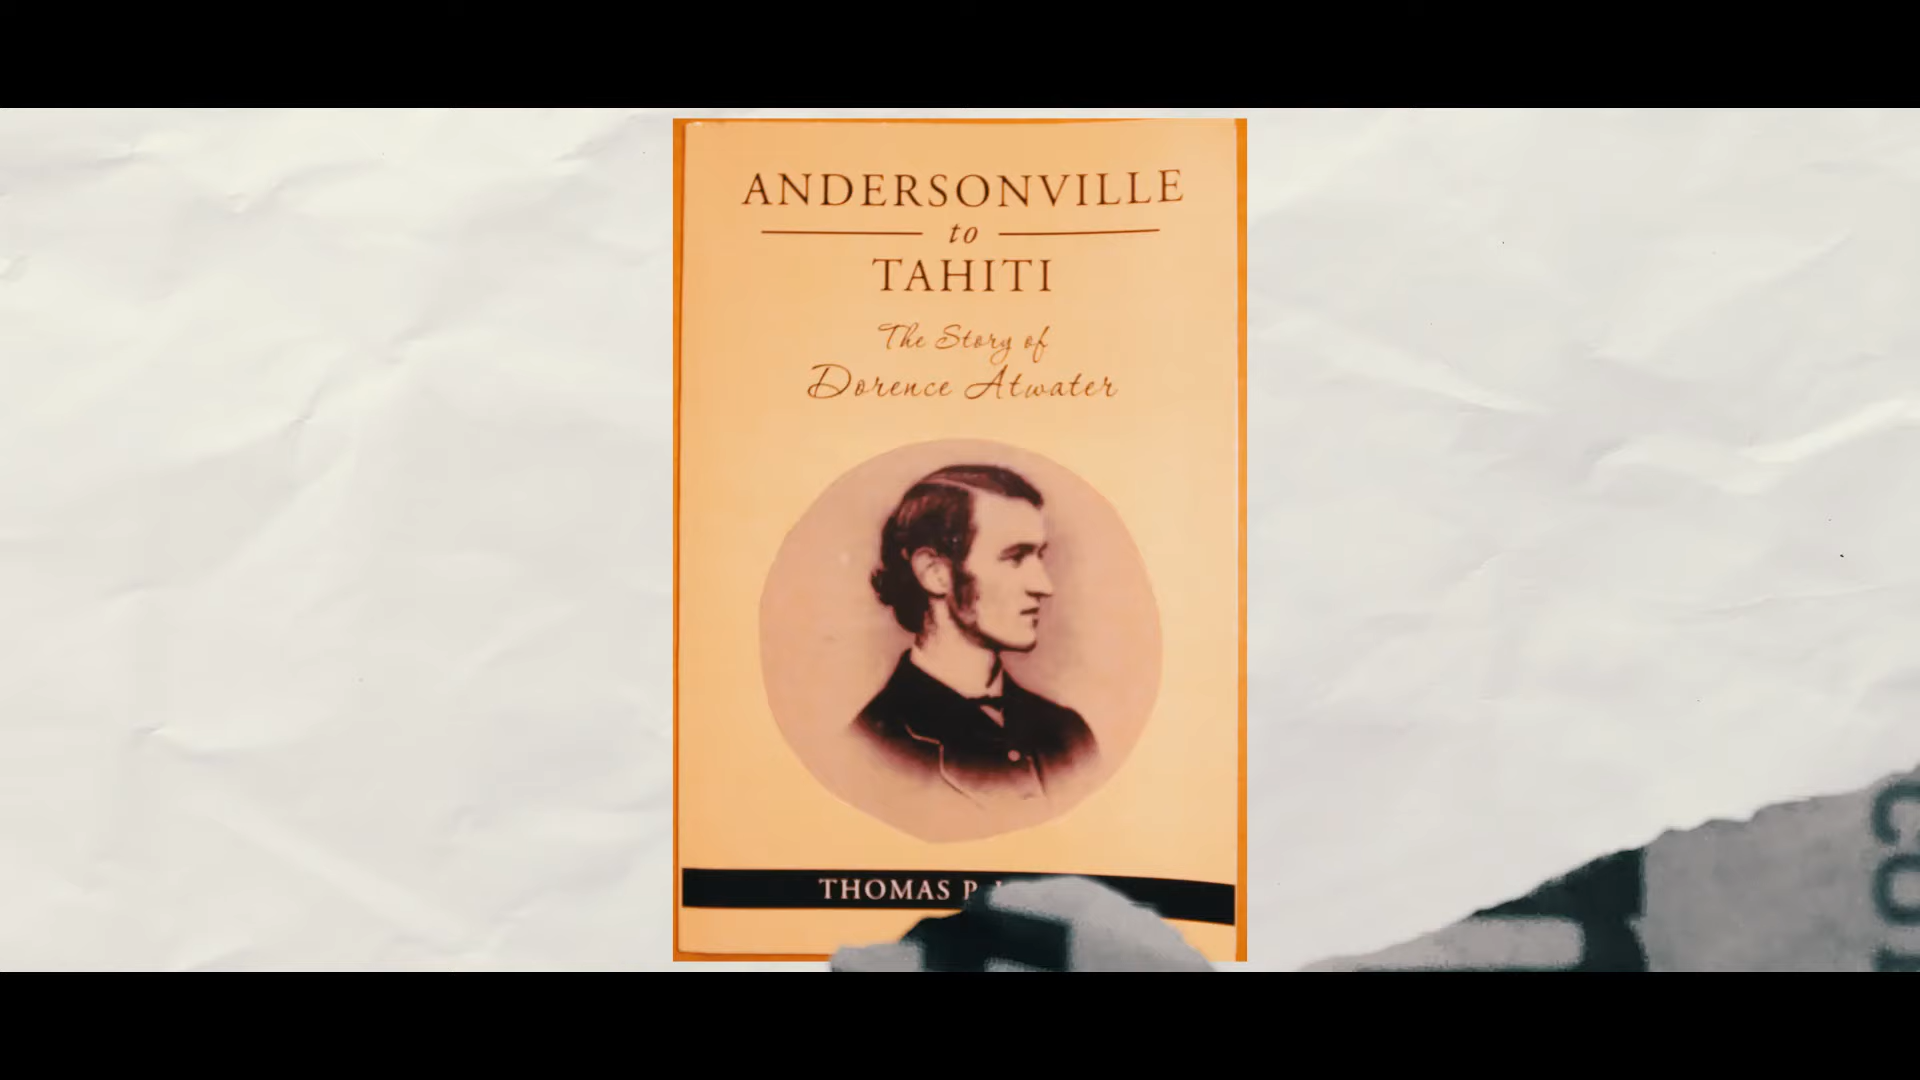 ANDERSONVILLE
to
TAHITI
The Story of
Dorence Atwater
THOMAS P.